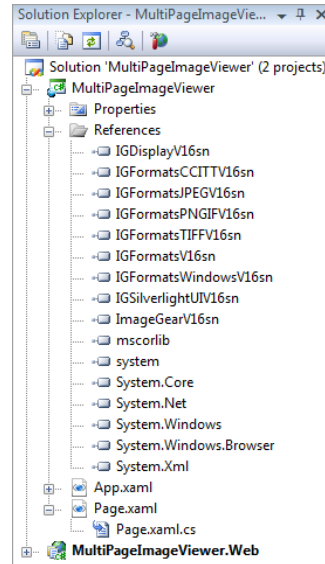 Solution Explorer - MultiPageImageVie...
Solution 'MultiPageImageViewer' (2 projects)
MultiPageImageViewer
Properties
References
IGDisplayV16sn
IGFormatsCCITTV16sn
IGFormatsJPEGV16sn
IGFormatsPNGIFV16sn
IGFormatsTIFFV16sn
IGFormatsV16sn
IGFormatsWindowsV16sn
IGSilverlightUIV16sn
ImageGearV16sn
mscorlib
system
System.Core
System.Net
System.Windows
System.Windows.Browser
System.Xml
App.xaml
Page.xaml
Page.xaml.cs
MultiPageImageViewer.Web